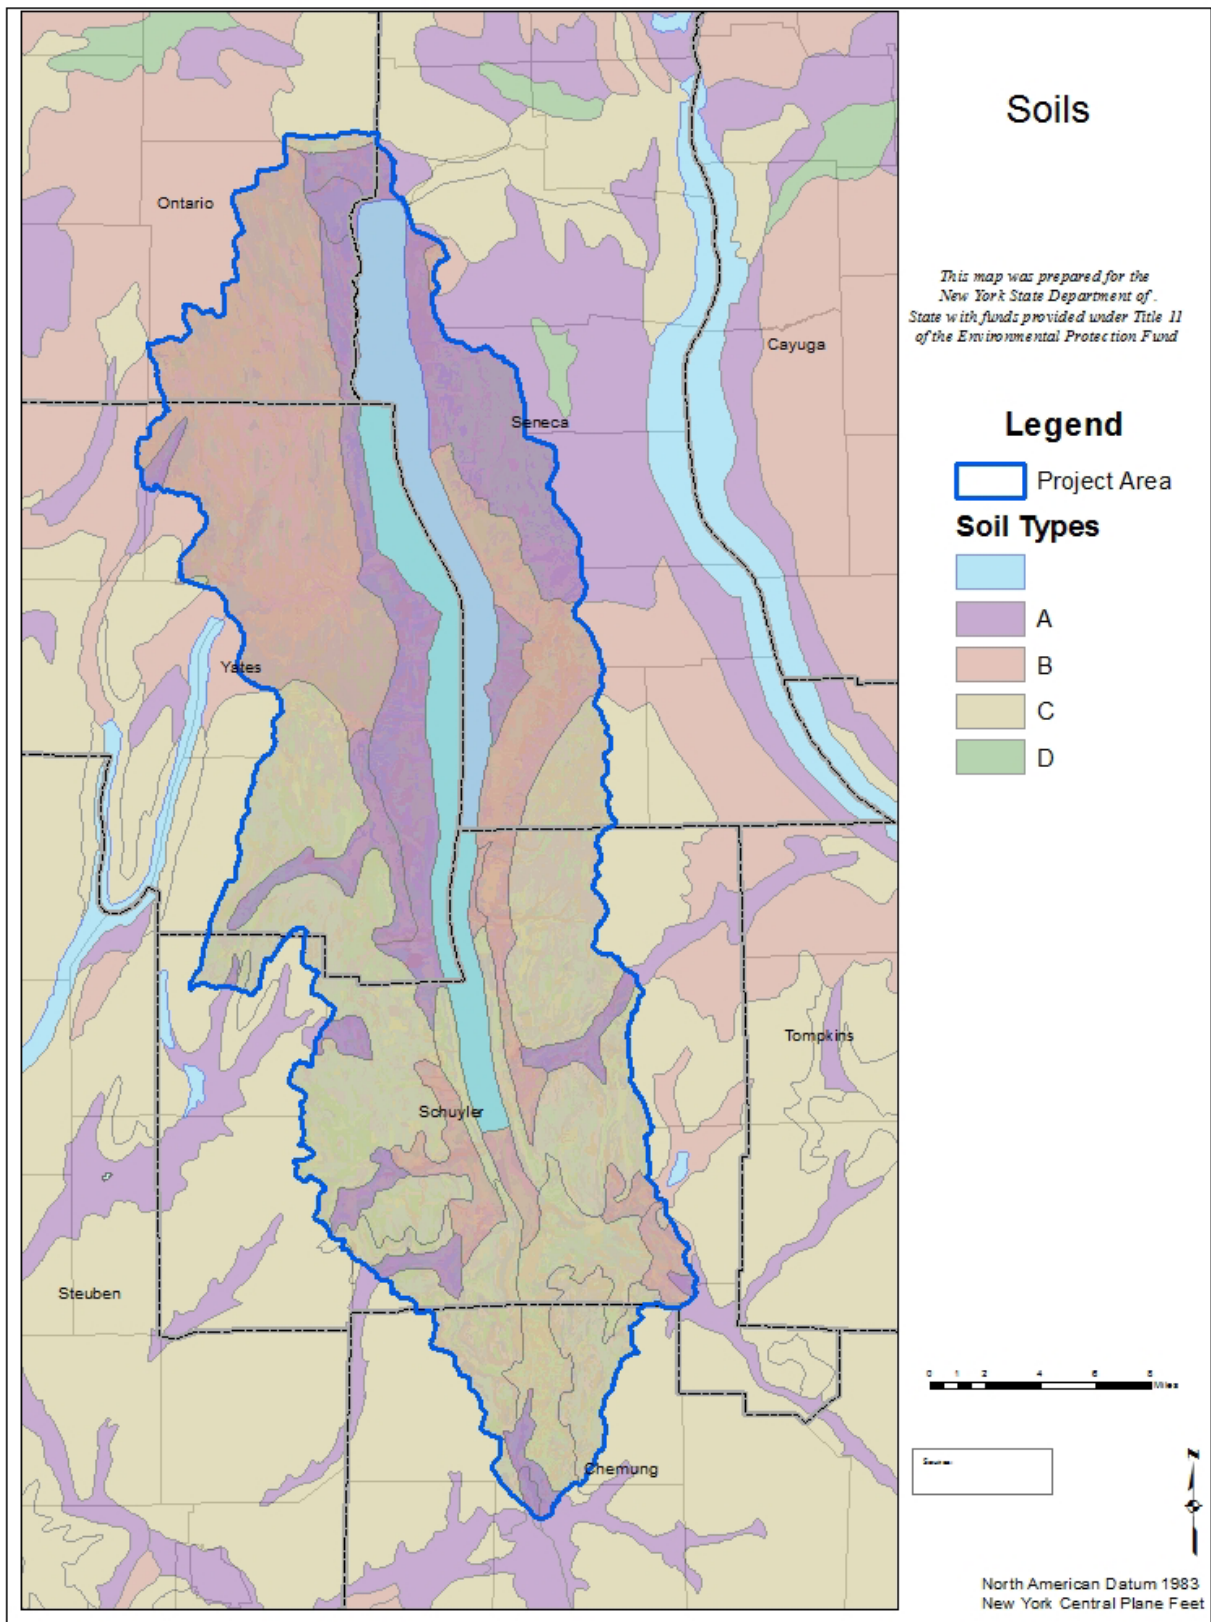 Soils
This map was prepared for the
New York State Department of .
State with funds provided under Title 11
of the Environmental Protection Fund
Legend
Project Area
Soil Types
A
B
C
D
Ontario
Cayuga
Seneca
Yates
Tompkins
Schuyler
Steuben
Chemung
0 1 2 4 6 8
Miles
Source:
N
North American Datum 1983
New York Central Plane Feet